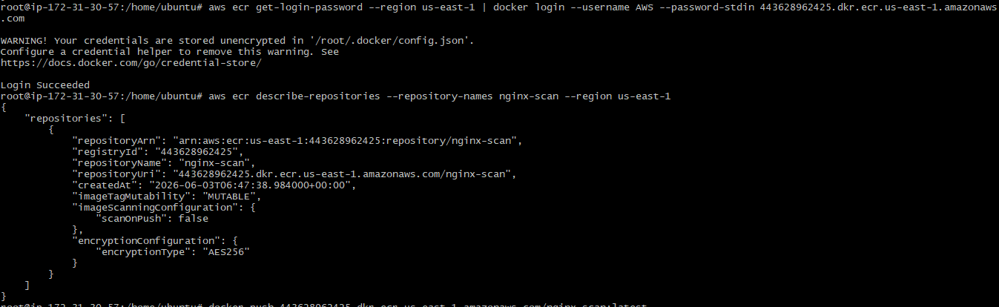 root@ip-172-31-30-57:/home/ubuntu# aws ecr get-login-password --region us-east-1 | docker login --username AWS --password-stdin 443628962425.dkr.ecr.us-east-1.amazonaws
.com
WARNING! Your credentials are stored unencrypted in '/root/.docker/config.json'.
Configure a credential helper to remove this warning. See
https://docs.docker.com/go/credential-store/
Login Succeeded
root@ip-172-31-30-57:/home/ubuntu# aws ecr describe-repositories --repository-names nginx-scan --region us-east-1
{
    "repositories": [
        {
            "repositoryArn": "arn:aws:ecr:us-east-1:443628962425:repository/nginx-scan",
            "registryId": "443628962425",
            "repositoryName": "nginx-scan",
            "repositoryUri": "443628962425.dkr.ecr.us-east-1.amazonaws.com/nginx-scan",
            "createdAt": "2026-06-03T06:47:38.984000+00:00",
            "imageTagMutability": "MUTABLE",
            "imageScanningConfiguration": {
                "scanOnPush": false
            },
            "encryptionConfiguration": {
                "encryptionType": "AES256"
            }
        }
    ]
}
root@ip-172-31-30-57:/home/ubuntu# docker push 443628962425.dkr.ecr.us-east-1.amazonaws.com/nginx-scan:latest